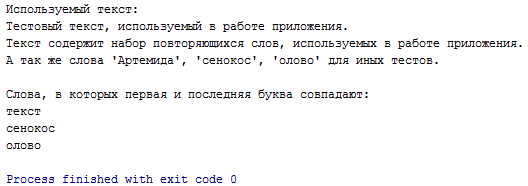 Используемый текст:
Тестовый текст, используемый в работе приложения.
Текст содержит набор повторяющихся слов, используемых в работе приложения.
А так же слова 'Артемида', 'сенокос', 'олово' для иных тестов.

Слова, в которых первая и последняя буква совпадают:
текст
сенокос
олово

Process finished with exit code 0